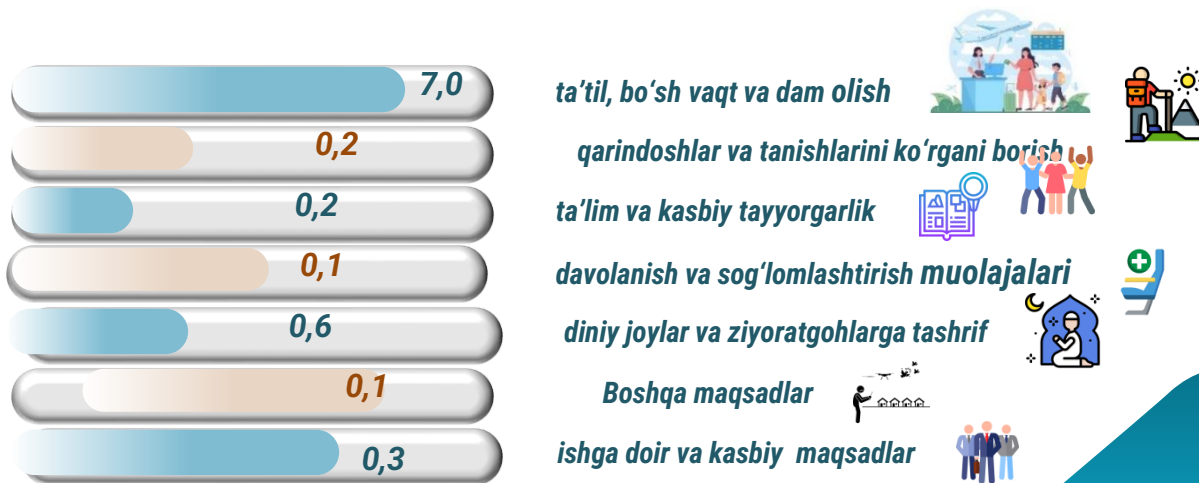 7,0 ta'til, bo'sh vaqt va dam olish
0,2 qarindoshlar va tanishlarini ko'rgani borish
0,2 ta'lim va kasbiy tayyorgarlik
0,1 davolanish va sog'lomlashtirish muolajalari
0,6 diniy joylar va ziyoratgohlarga tashrif
0,1 Boshqa maqsadlar
0,3 ishga doir va kasbiy maqsadlar